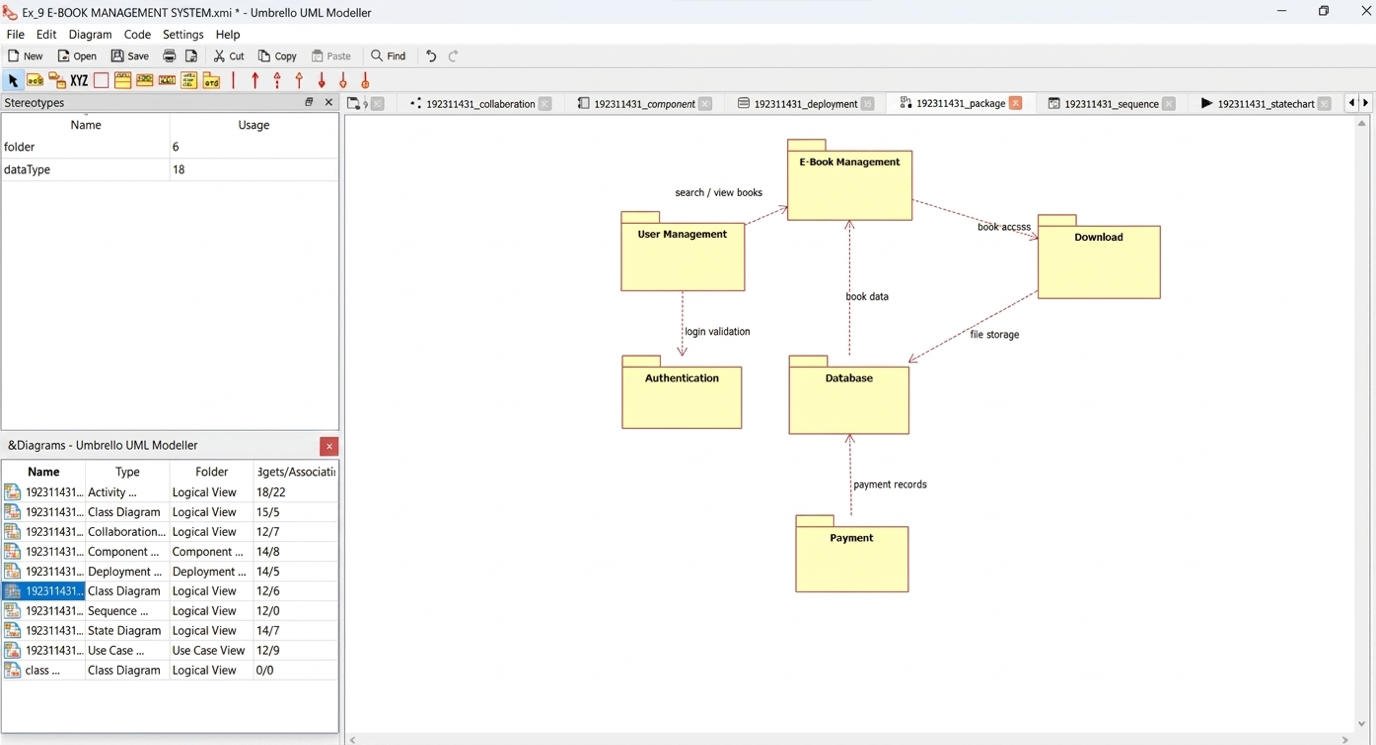 Ex_9 E-BOOK MANAGEMENT SYSTEM.xmi * - Umbrello UML Modeller
File Edit Diagram Code Settings Help
New Open Save Cut Copy Paste Find
XYZ
Stereotypes
192311431_collaboration 192311431_component 192311431_deployment 192311431_package 192311431_sequence 192311431_statechart
Name Usage
folder 6
dataType 18
E-Book Management
search / view books
User Management
book accsss
Download
book data
login validation
file storage
Authentication
Database
payment records
Payment
&Diagrams - Umbrello UML Modeller
Name Type Folder 3gets/Associati
192311431... Activity ... Logical View 18/22
192311431... Class Diagram Logical View 15/5
192311431... Collaboration... Logical View 12/7
192311431... Component ... Component ... 14/8
192311431... Deployment ... Deployment ... 14/5
192311431... Class Diagram Logical View 12/6
192311431... Sequence ... Logical View 12/0
192311431... State Diagram Logical View 14/7
192311431... Use Case ... Use Case View 12/9
class ... Class Diagram Logical View 0/0